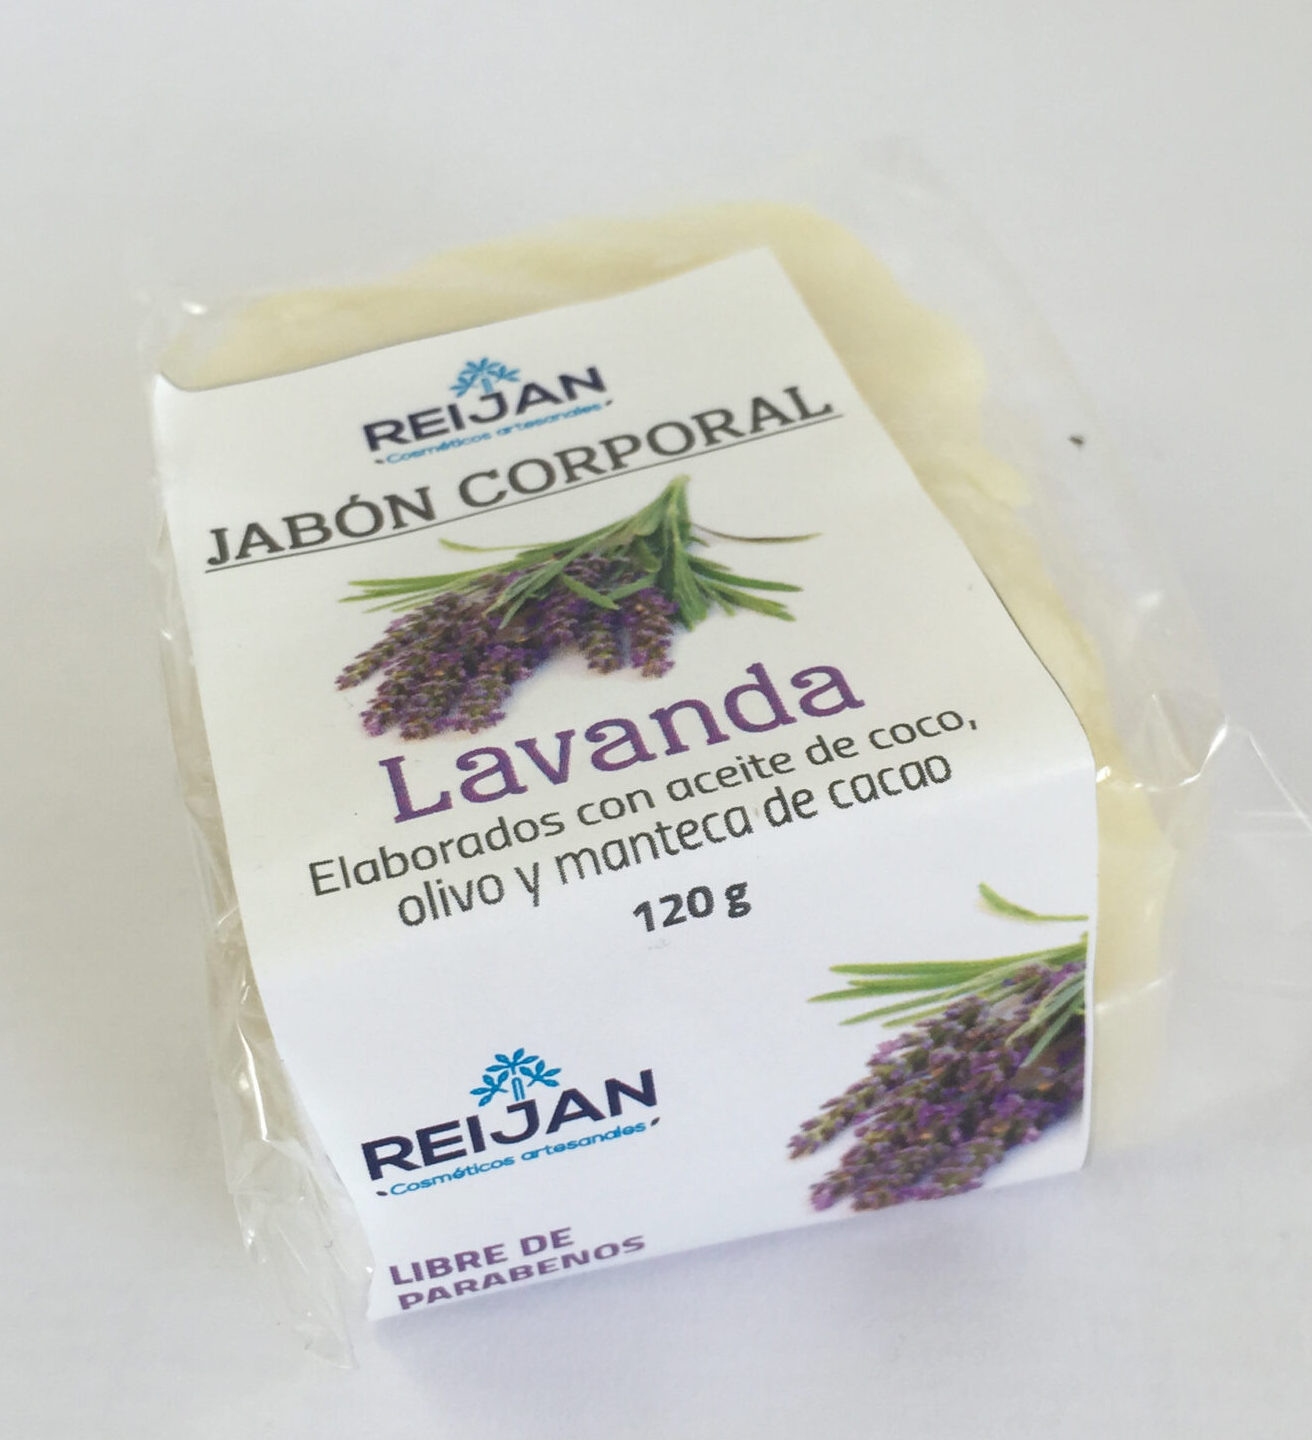 REIJAN
Cosméticos artesanales
JABÓN CORPORAL
Lavanda
Elaborados con aceite de coco,
olivo y manteca de cacao
120 g
REIJAN
Cosméticos artesanales
LIBRE DE
PARABENOS